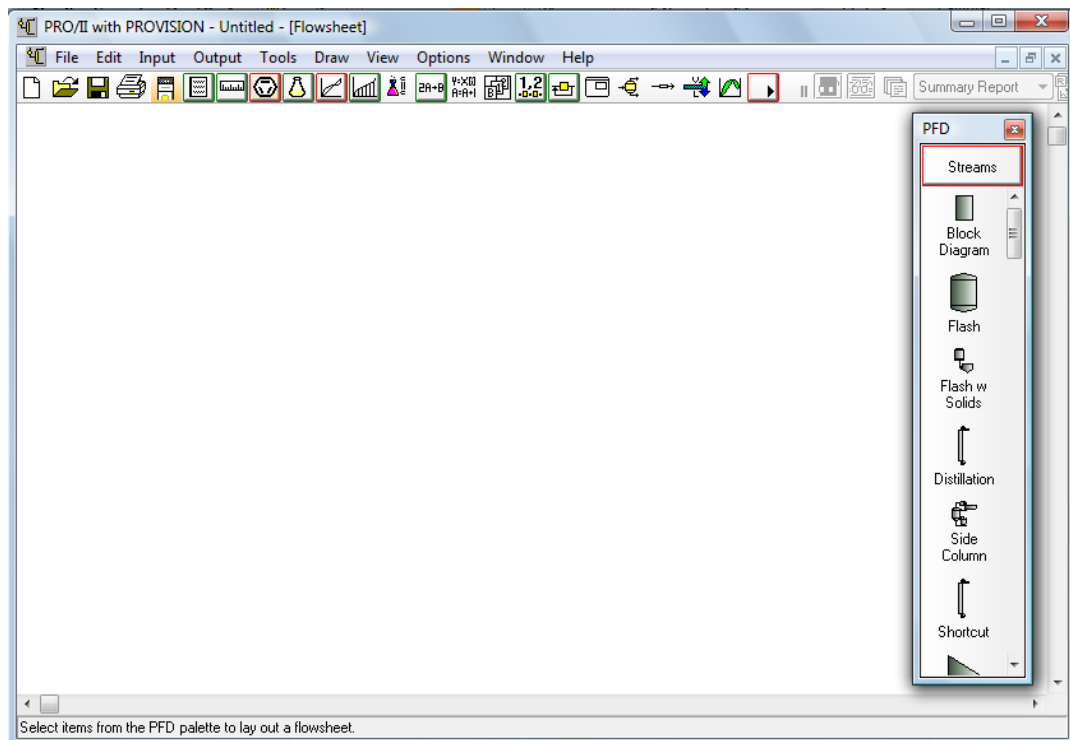 PRO/II with PROVISION - Untitled - [Flowsheet]
File Edit Input Output Tools Draw View Options Window Help
Summary Report
PFD
Streams
Block
Diagram
Flash
Flash w
Solids
Distillation
Side
Column
Shortcut
Select items from the PFD palette to lay out a flowsheet.